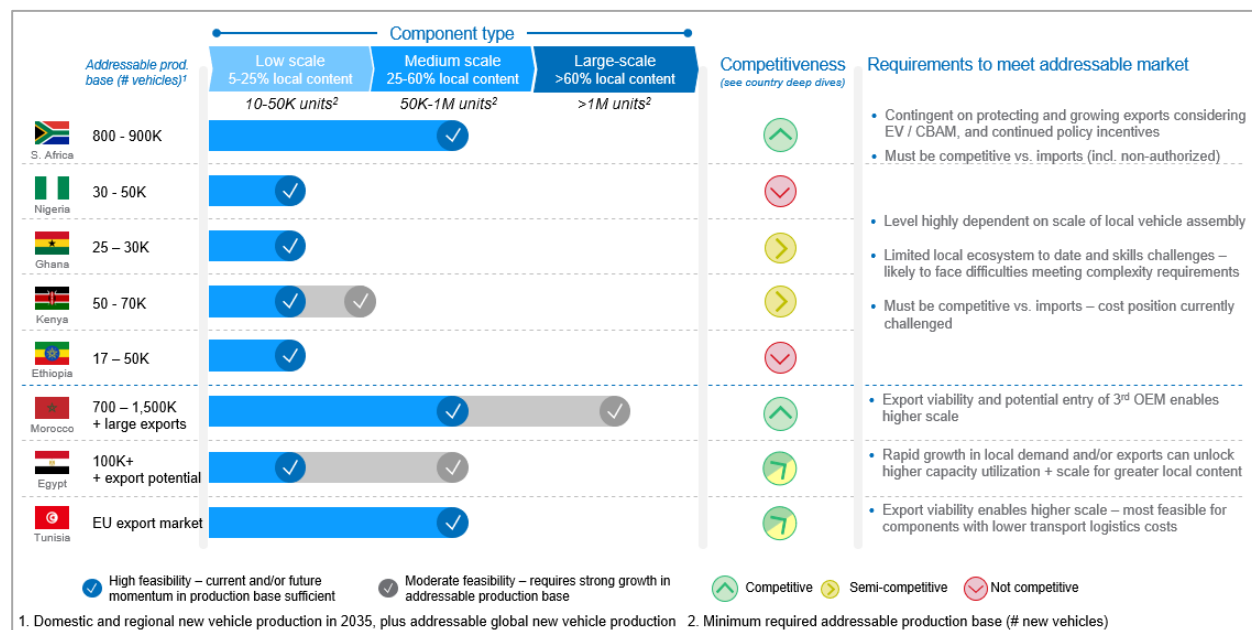 Component type
Addressable prod.
base (# vehicles)¹
Low scale
5-25% local content
Medium scale
25-60% local content
Large-scale
>60% local content
Competitiveness
(see country deep dives)
Requirements to meet addressable market
10-50K units²
50K-1M units²
>1M units²
S. Africa
800 - 900K
• Contingent on protecting and growing exports considering
EV / CBAM, and continued policy incentives
• Must be competitive vs. imports (incl. non-authorized)
Nigeria
30 - 50K
Ghana
25 – 30K
Kenya
50 - 70K
Ethiopia
17 – 50K
• Level highly dependent on scale of local vehicle assembly
• Limited local ecosystem to date and skills challenges –
likely to face difficulties meeting complexity requirements
• Must be competitive vs. imports – cost position currently
challenged
Morocco
700 – 1,500K
+ large exports
• Export viability and potential entry of 3rd OEM enables
higher scale
Egypt
100K+
+ export potential
• Rapid growth in local demand and/or exports can unlock
higher capacity utilization + scale for greater local content
Tunisia
EU export market
• Export viability enables higher scale – most feasible for
components with lower transport logistics costs
High feasibility – current and/or future
momentum in production base sufficient
Moderate feasibility – requires strong growth in
addressable production base
Competitive
Semi-competitive
Not competitive
1. Domestic and regional new vehicle production in 2035, plus addressable global new vehicle production 2. Minimum required addressable production base (# new vehicles)